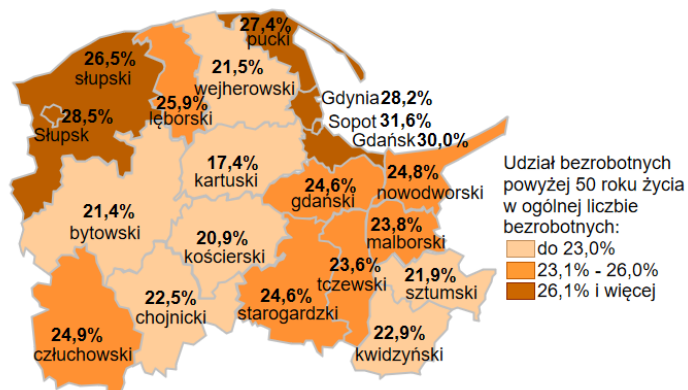 27,4%
pucki
26,5%
słupski
21,5%
wejherowski
25,9%
lęborski
28,5%
Słupsk
Gdynia 28,2%
Sopot 31,6%
Gdańsk 30,0%
17,4%
kartuski
24,6%
gdański
24,8%
nowodworski
21,4%
bytowski
20,9%
kościerski
23,8%
malborski
23,6%
tczewski
21,9%
sztumski
22,5%
chojnicki
24,6%
starogardzki
24,9%
człuchowski
22,9%
kwidzyński
Udział bezrobotnych
powyżej 50 roku życia
w ogólnej liczbie
bezrobotnych:
do 23,0%
23,1% - 26,0%
26,1% i więcej